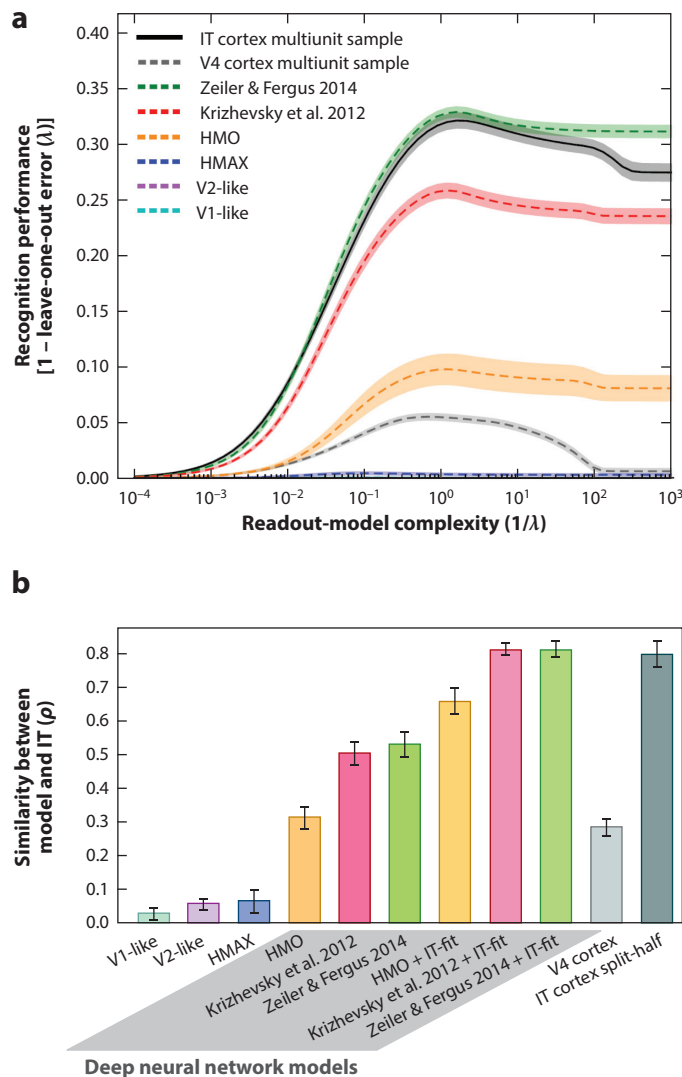 a
Recognition performance
[1 – leave-one-out error (λ)]
0.40
0.35
0.30
0.25
0.20
0.15
0.10
0.05
0.00
IT cortex multiunit sample
V4 cortex multiunit sample
Zeiler & Fergus 2014
Krizhevsky et al. 2012
HMO
HMAX
V2-like
V1-like
10⁻⁴ 10⁻³ 10⁻² 10⁻¹ 10⁰ 10¹ 10² 10³
Readout-model complexity (1/λ)
b
Similarity between
model and IT (ρ)
0.8
0.7
0.6
0.5
0.4
0.3
0.2
0.1
0.0
V1-like
V2-like
HMAX
HMO
Krizhevsky et al. 2012
Zeiler & Fergus 2014
HMO + IT-fit
Krizhevsky et al. 2012 + IT-fit
Zeiler & Fergus 2014 + IT-fit
V4 cortex
IT cortex split-half
Deep neural network models